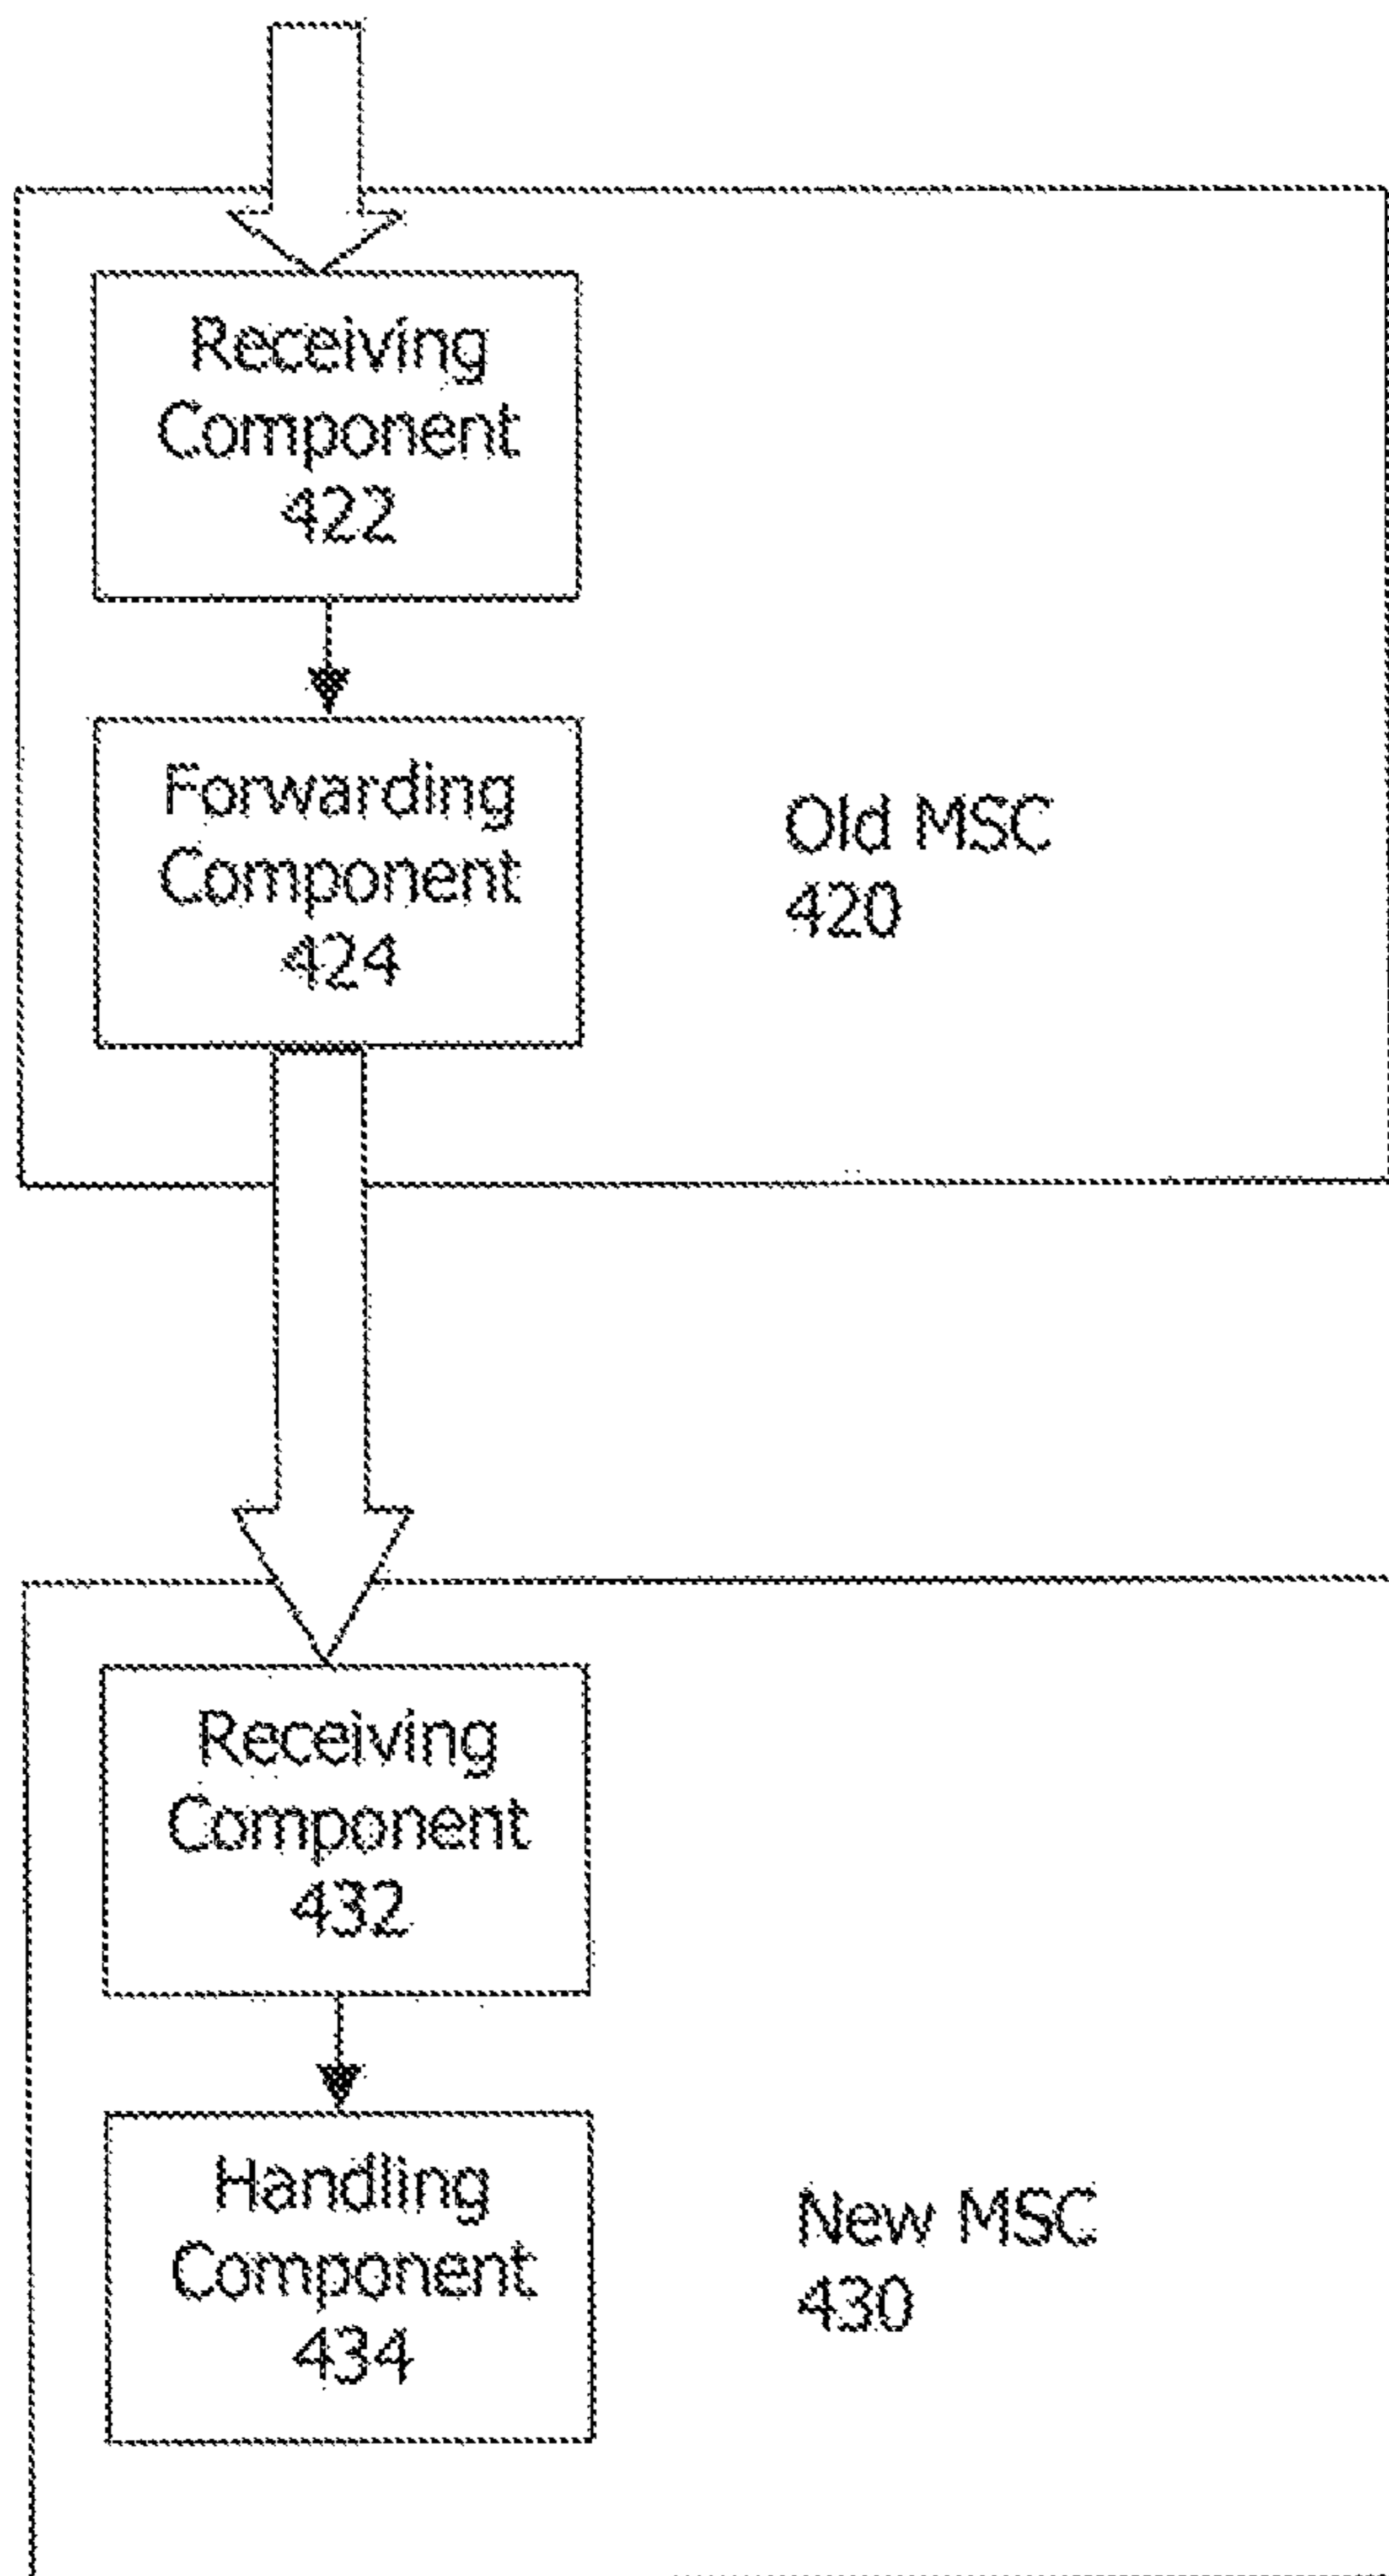 Receiving
Component
422
Forwarding
Component
424
Old MSC
420
Receiving
Component
432
Handling
Component
434
New MSC
430